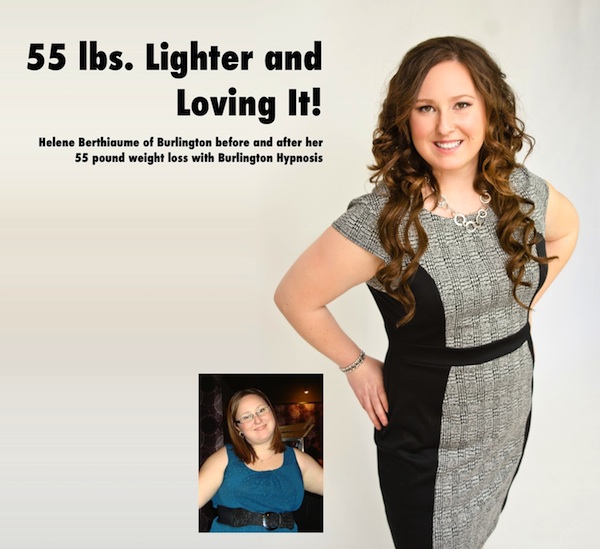 55 lbs. Lighter and
Loving It!
Helene Berthiaume of Burlington before and after her
55 pound weight loss with Burlington Hypnosis